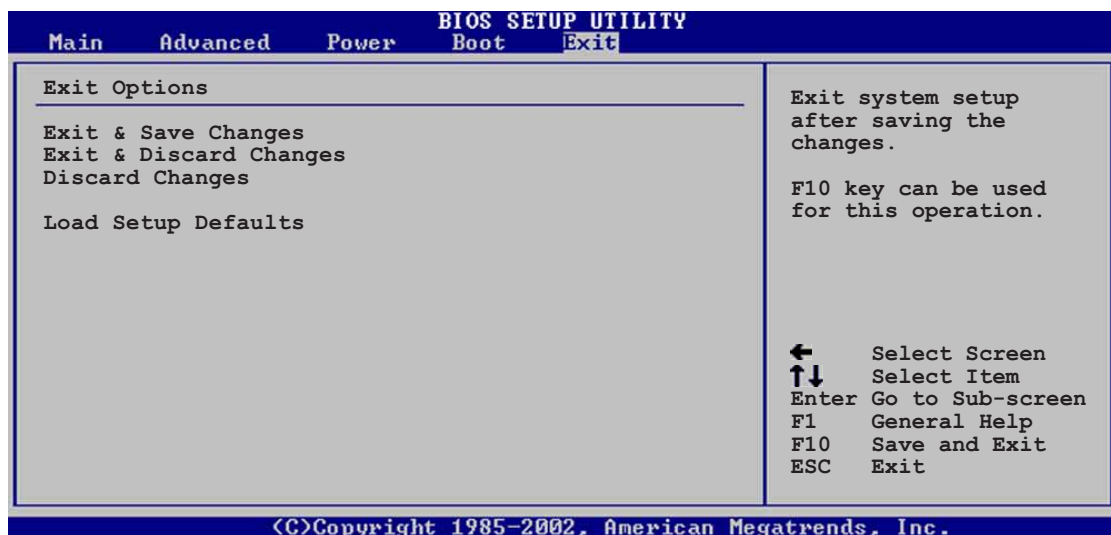 BIOS SETUP UTILITY
Main Advanced Power Boot Exit
Exit Options
Exit & Save Changes
Exit & Discard Changes
Discard Changes
Load Setup Defaults
Exit system setup
after saving the
changes.
F10 key can be used
for this operation.
← Select Screen
↑↓ Select Item
Enter Go to Sub-screen
F1 General Help
F10 Save and Exit
ESC Exit
(C)Copyright 1985-2002, American Megatrends, Inc.